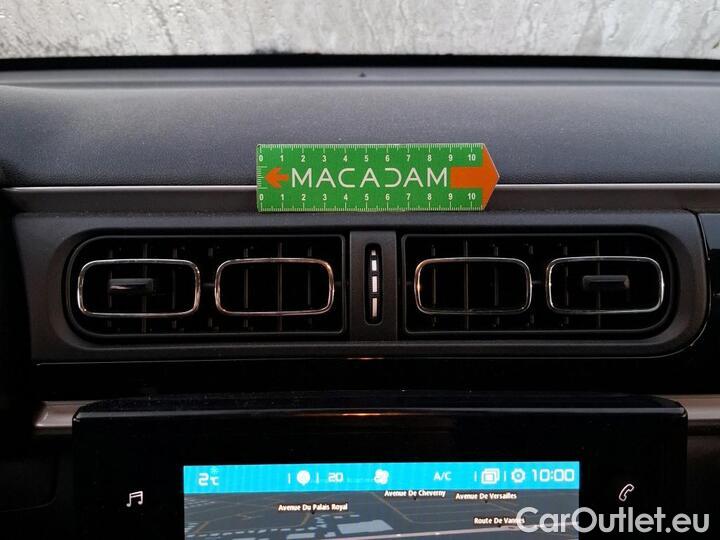 0 1 2 3 4 5 6 7 8 9 10
MACADAM
0 1 2 3 4 5 6 7 8 9 10
2°C 20 A/C 10:00
Avenue De Cheverny
Avenue De Versailles
Avenue Du Palais Royal
Route De Vannes
CarOutlet.eu